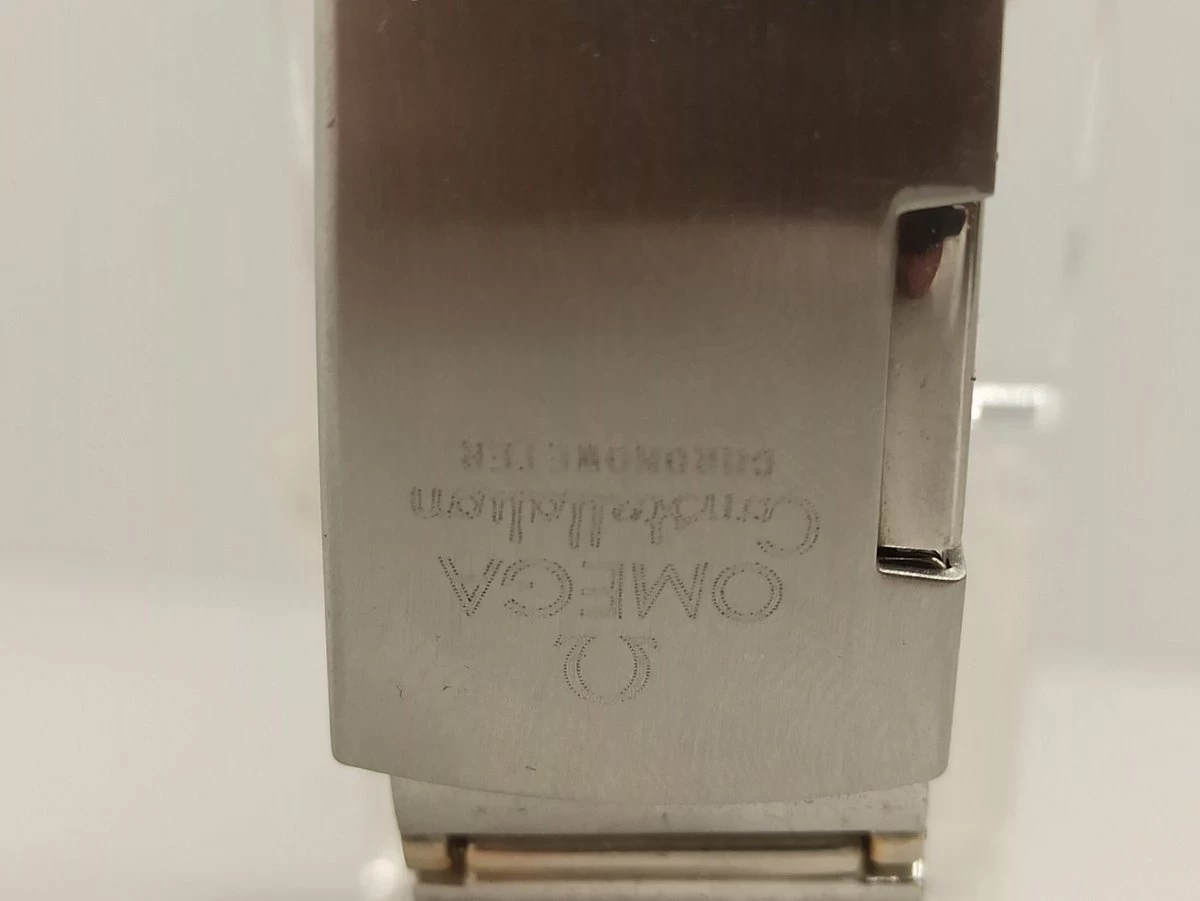 Ω
OMEGA
Constellation
CHRONOMETER